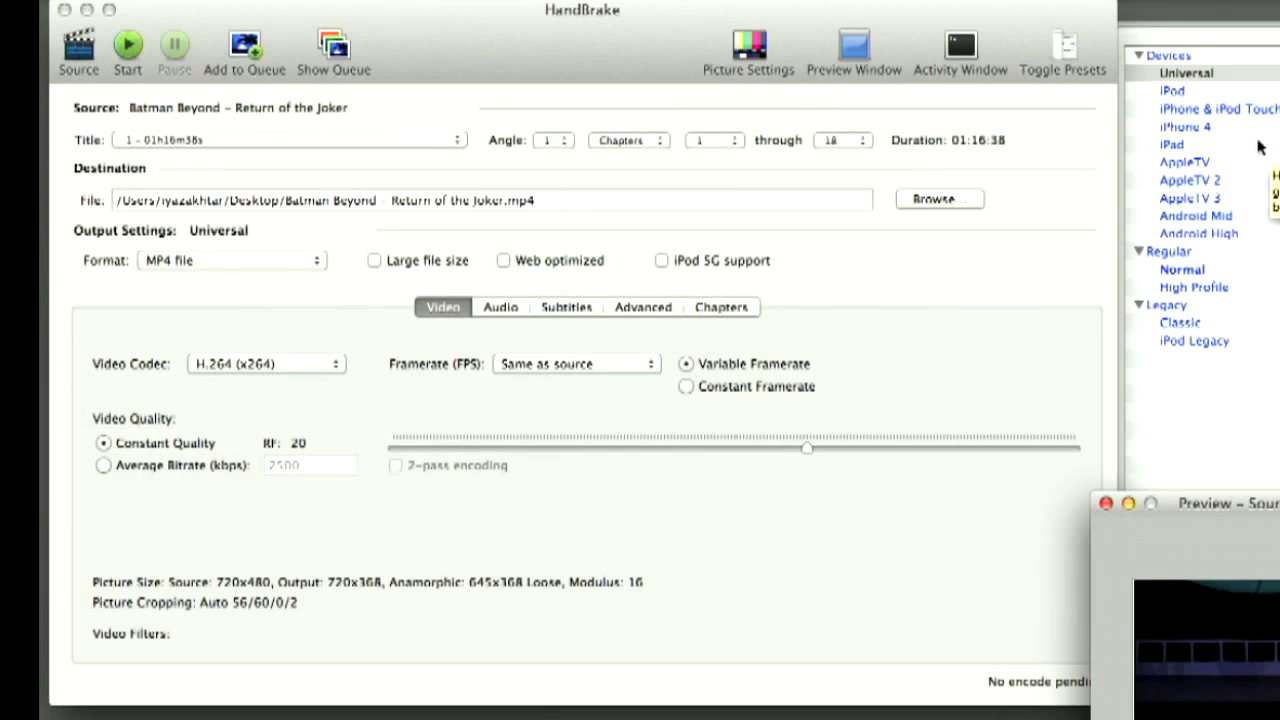 HandBrake
Source Start Pause Add to Queue Show Queue Picture Settings Preview Window Activity Window Toggle Presets
Source: Batman Beyond – Return of the Joker
Title: 1 - 01h16m38s Angle: 1 Chapters 1 through 18 Duration: 01:16:38
Destination
File: /Users/iyazakhtar/Desktop/Batman Beyond - Return of the Joker.mp4 Browse
Output Settings: Universal
Format: MP4 file Large file size Web optimized iPod 5G support
Video Audio Subtitles Advanced Chapters
Video Codec: H.264 (x264) Framerate (FPS): Same as source Variable Framerate
Constant Framerate
Video Quality:
Constant Quality RF: 20
Average Bitrate (kbps): 2500 2-pass encoding
Picture Size: Source: 720x480, Output: 720x368, Anamorphic: 645x368 Loose, Modulus: 16
Picture Cropping: Auto 56/60/0/2
Video Filters:
No encode pendi
Devices
Universal
iPod
iPhone & iPod Touch
iPhone 4
iPad
AppleTV
AppleTV 2
AppleTV 3
Android Mid
Android High
Regular
Normal
High Profile
Legacy
Classic
iPod Legacy
Preview – Sour